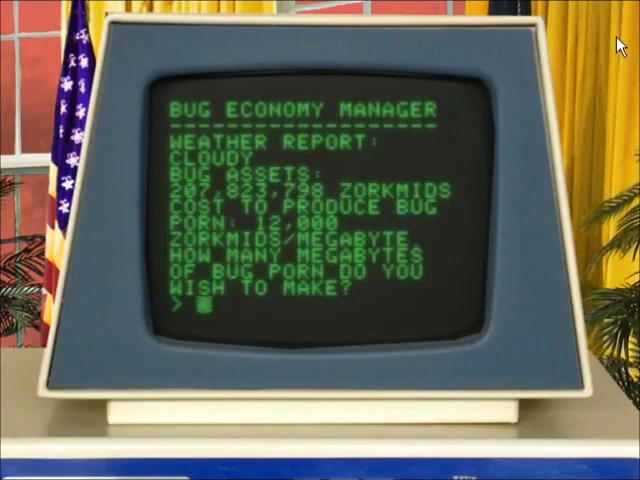 BUG ECONOMY MANAGER
-------------------
WEATHER REPORT:
CLOUDY
BUG ASSETS:
207,823,798 ZORKMIDS
COST TO PRODUCE BUG
PORN: 12,000
ZORKMIDS/MEGABYTE.
HOW MANY MEGABYTES
OF BUG PORN DO YOU
WISH TO MAKE?
>